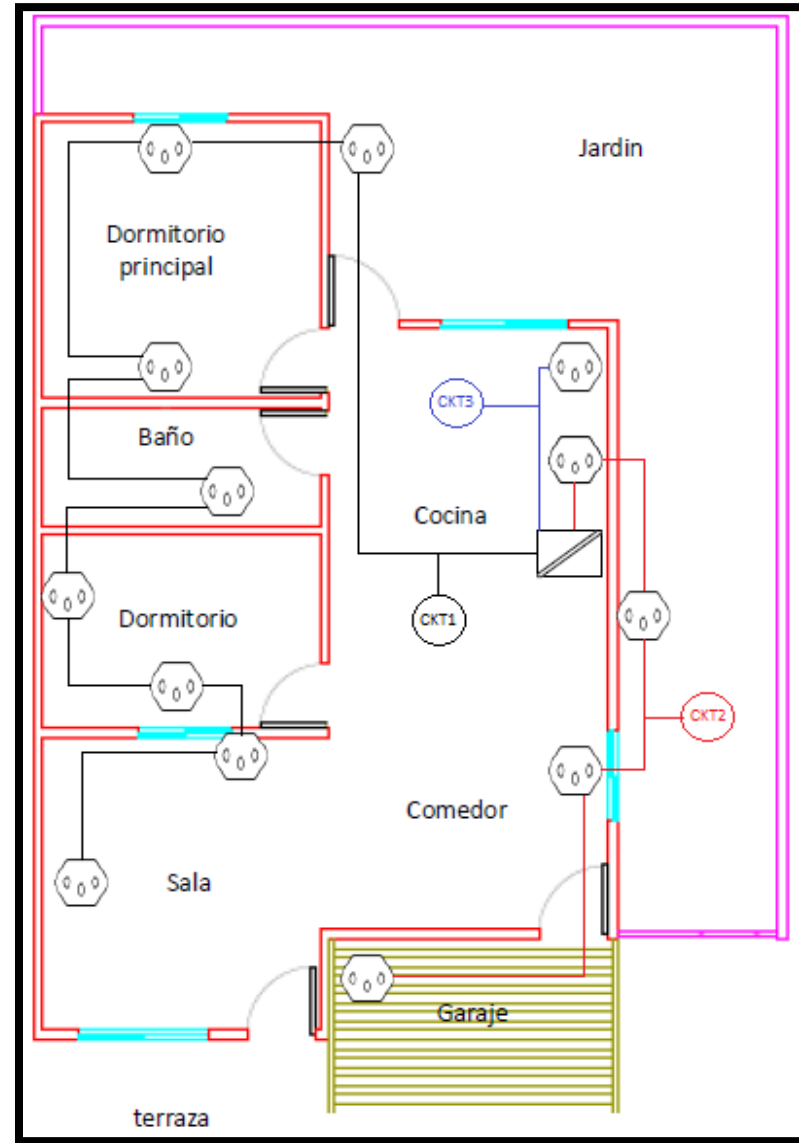 Jardin
Dormitorio
principal
CKT3
Baño
Cocina
Dormitorio
CKT1
CKT2
Comedor
Sala
Garaje
terraza